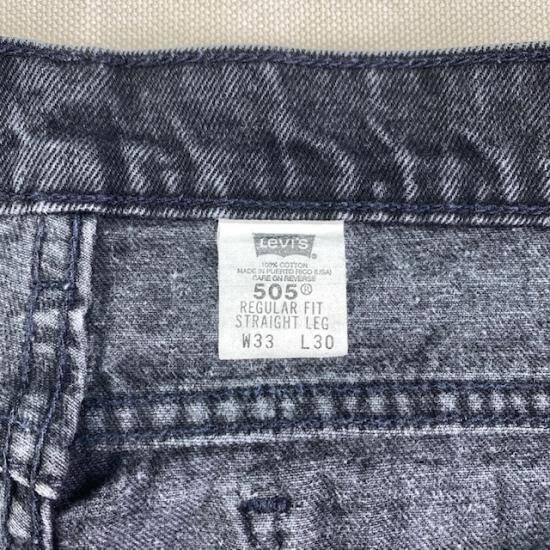 LEVI'S ®
100% COTTON
MADE IN PUERTO RICO (USA)
CARE ON REVERSE
505®
REGULAR FIT
STRAIGHT LEG
W33 L30